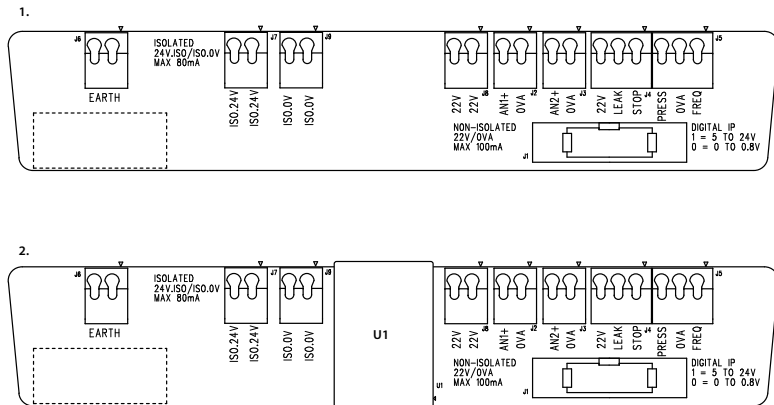 1.
J6
ISOLATED
24V.ISO/ISO.0V
MAX 80mA
J7
J9
EARTH
ISO.24V
ISO.24V
ISO.0V
ISO.0V
J8
J2
J3
J4
J5
22V
22V
AN1+
0VA
AN2+
0VA
22V
LEAK
STOP
PRESS
0VA
FREQ
NON-ISOLATED
22V/0VA
MAX 100mA
J1
DIGITAL IP
1 = 5 TO 24V
0 = 0 TO 0.8V
2.
J6
ISOLATED
24V.ISO/ISO.0V
MAX 80mA
J7
J9
EARTH
ISO.24V
ISO.24V
ISO.0V
ISO.0V
U1
U1
J8
J2
J3
J4
J5
22V
22V
AN1+
0VA
AN2+
0VA
22V
LEAK
STOP
PRESS
0VA
FREQ
NON-ISOLATED
22V/0VA
MAX 100mA
J1
DIGITAL IP
1 = 5 TO 24V
0 = 0 TO 0.8V